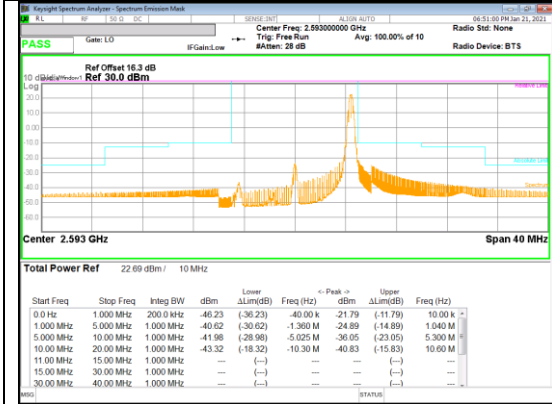 Keysight Spectrum Analyzer - Spectrum Emission Mask
RL RF 50 Ω DC SENSE:INT ALIGN AUTO 06:51:00 PM Jan 21, 2021
Center Freq: 2.593000000 GHz Radio Std: None
PASS Gate: LO Trig: Free Run Avg: 100.00% of 10
IFGain:Low #Atten: 28 dB Radio Device: BTS
Ref Offset 16.3 dB
10 dB/div Ref 30.0 dBm
Log Relative Limit
20.0
10.0
0.00
-10.0
-20.0
Absolute Limit
-30.0
Spectrum
-40.0
-50.0
-60.0
Center 2.593 GHz Span 40 MHz
Total Power Ref 22.69 dBm / 10 MHz
Lower <- Peak -> Upper
Start Freq Stop Freq Integ BW dBm ΔLim(dB) Freq (Hz) dBm ΔLim(dB) Freq (Hz)
0.0 Hz 1.000 MHz 200.0 kHz -46.23 (-36.23) -40.00 k -21.79 (-11.79) 10.00 k
1.000 MHz 5.000 MHz 1.000 MHz -40.62 (-30.62) -1.360 M -24.89 (-14.89) 1.040 M
5.000 MHz 10.00 MHz 1.000 MHz -41.98 (-28.98) -5.025 M -36.05 (-23.05) 5.300 M
10.00 MHz 20.00 MHz 1.000 MHz -43.32 (-18.32) -10.30 M -40.83 (-15.83) 10.60 M
11.00 MHz 15.00 MHz 1.000 MHz --- (---) --- (---)
15.00 MHz 30.00 MHz 1.000 MHz --- (---) --- (---)
30.00 MHz 40.00 MHz 1.000 MHz --- (---) --- (---)
MSG STATUS